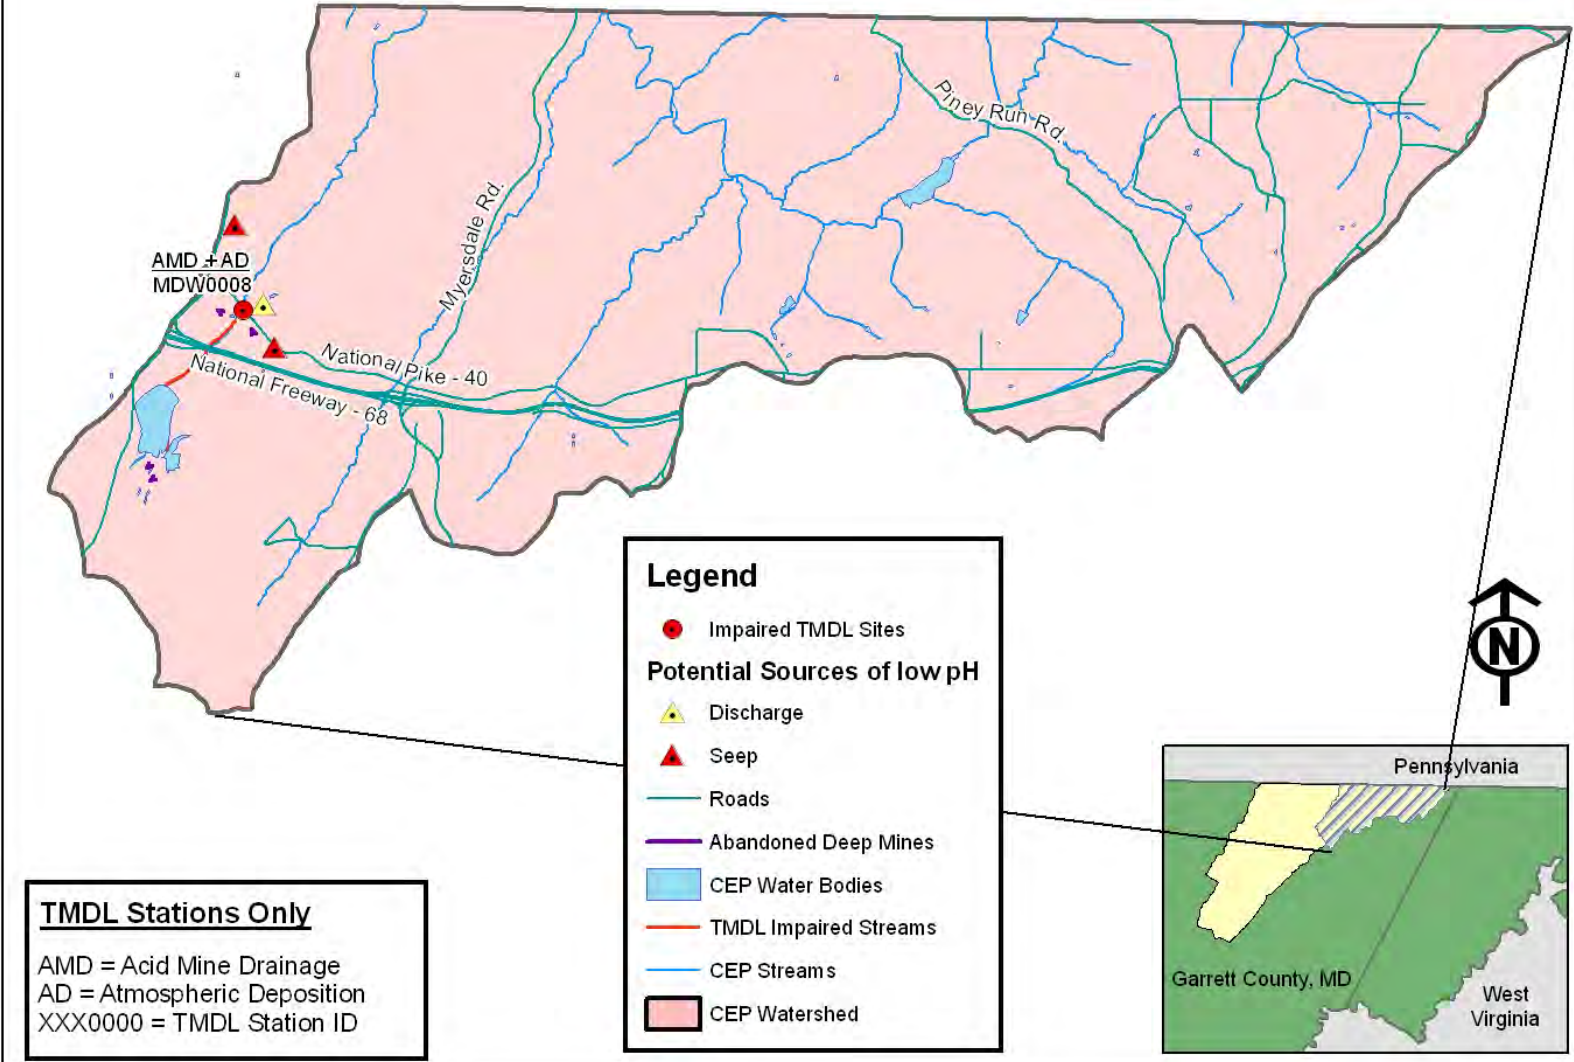 Piney Run Rd.
Myersdale Rd.
AMD + AD
MDW0008
National Pike - 40
National Freeway - 68
Legend
Impaired TMDL Sites
Potential Sources of low pH
Discharge
Seep
Roads
Abandoned Deep Mines
CEP Water Bodies
TMDL Impaired Streams
CEP Streams
CEP Watershed
N
TMDL Stations Only
AMD = Acid Mine Drainage
AD = Atmospheric Deposition
XXX0000 = TMDL Station ID
Pennsylvania
Garrett County, MD
West
Virginia